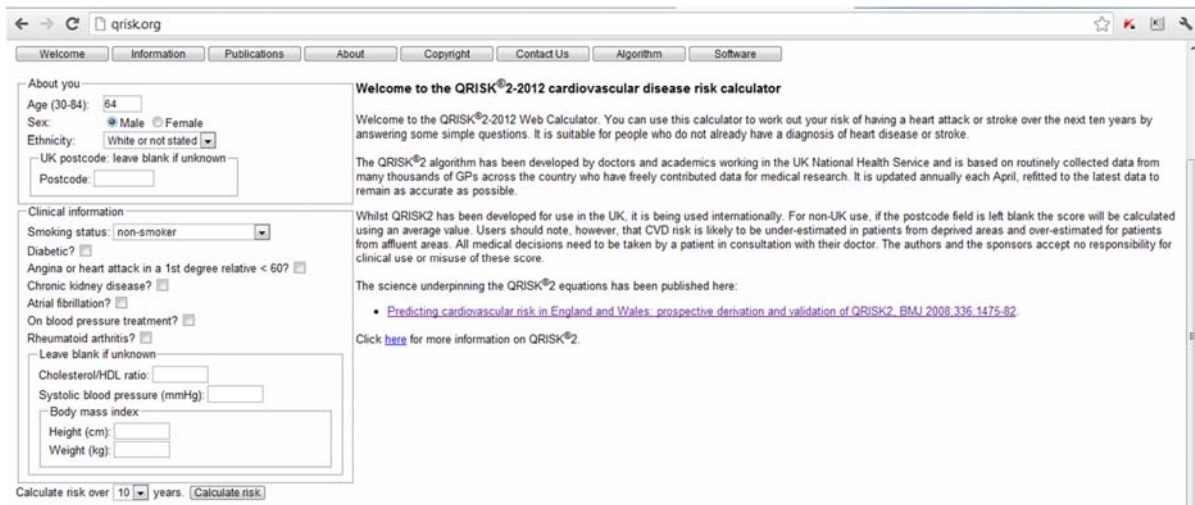 qrisk.org
Welcome Information Publications About Copyright Contact Us Algorithm Software
About you
Age (30-84): 64
Sex: Male Female
Ethnicity: White or not stated
UK postcode: leave blank if unknown
Postcode:
Clinical information
Smoking status: non-smoker
Diabetic?
Angina or heart attack in a 1st degree relative < 60?
Chronic kidney disease?
Atrial fibrillation?
On blood pressure treatment?
Rheumatoid arthritis?
Leave blank if unknown
Cholesterol/HDL ratio:
Systolic blood pressure (mmHg):
Body mass index
Height (cm):
Weight (kg):
Calculate risk over 10 years. Calculate risk
Welcome to the QRISK®2-2012 cardiovascular disease risk calculator
Welcome to the QRISK®2-2012 Web Calculator. You can use this calculator to work out your risk of having a heart attack or stroke over the next ten years by
answering some simple questions. It is suitable for people who do not already have a diagnosis of heart disease or stroke.
The QRISK®2 algorithm has been developed by doctors and academics working in the UK National Health Service and is based on routinely collected data from
many thousands of GPs across the country who have freely contributed data for medical research. It is updated annually each April, refitted to the latest data to
remain as accurate as possible.
Whilst QRISK2 has been developed for use in the UK, it is being used internationally. For non-UK use, if the postcode field is left blank the score will be calculated
using an average value. Users should note, however, that CVD risk is likely to be under-estimated in patients from deprived areas and over-estimated for patients
from affluent areas. All medical decisions need to be taken by a patient in consultation with their doctor. The authors and the sponsors accept no responsibility for
clinical use or misuse of these score.
The science underpinning the QRISK®2 equations has been published here:
• Predicting cardiovascular risk in England and Wales: prospective derivation and validation of QRISK2. BMJ 2008;336:1475-82.
Click here for more information on QRISK®2.